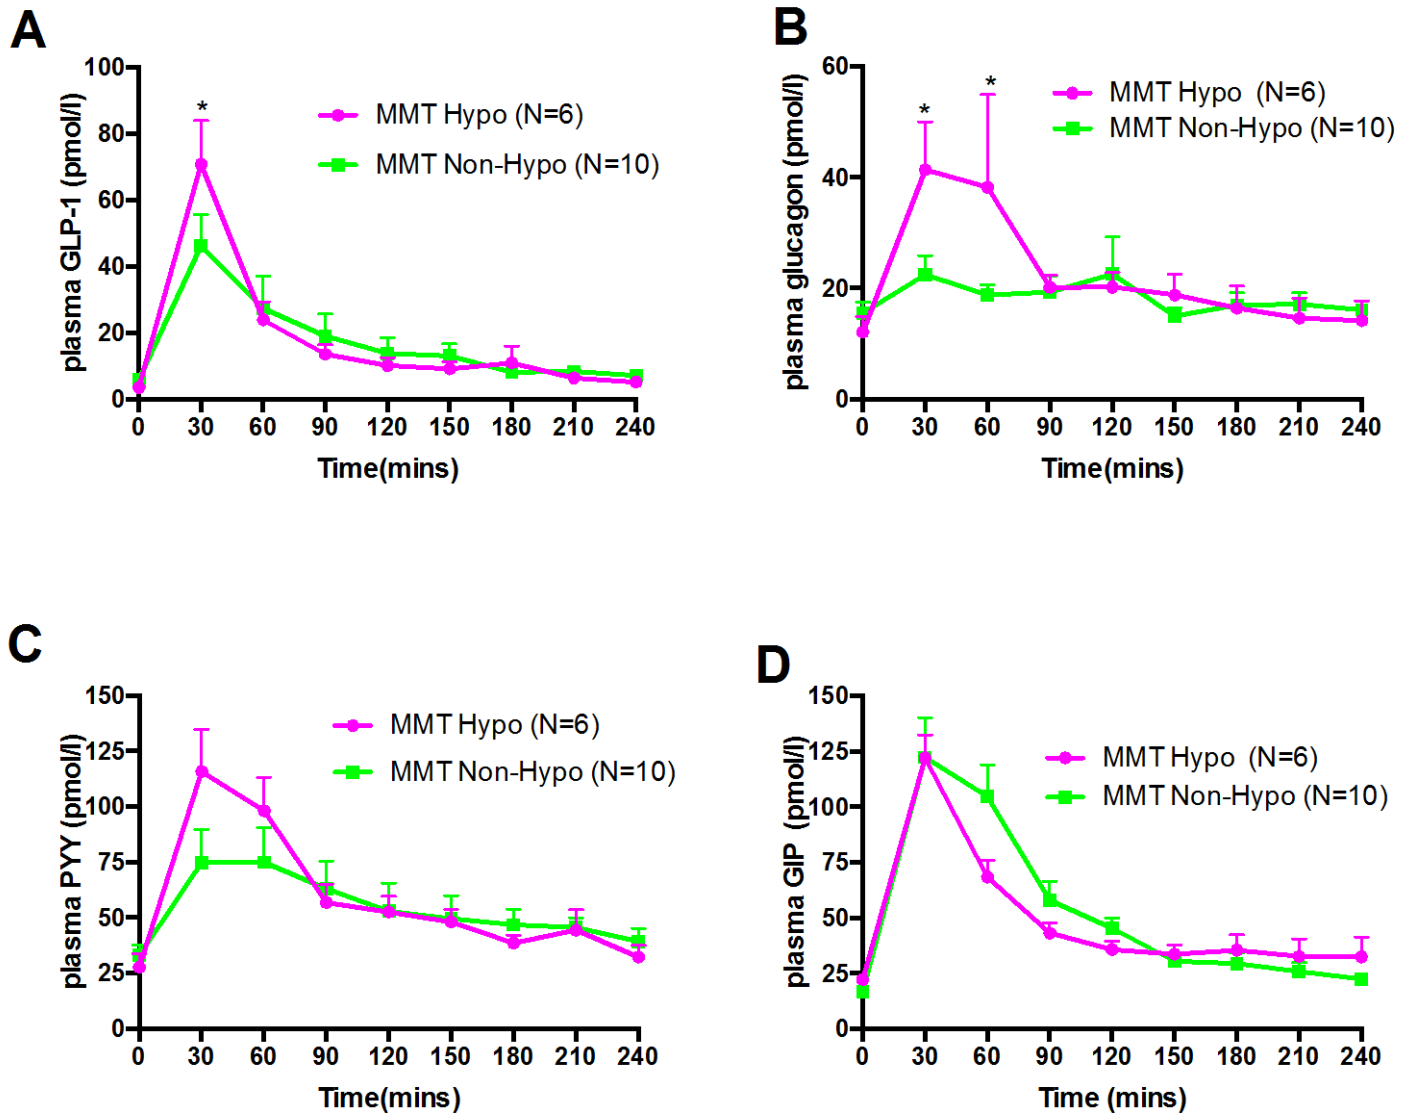 A
plasma GLP-1 (pmol/l)
100
80
60
40
20
0
*
MMT Hypo (N=6)
MMT Non-Hypo (N=10)
0 30 60 90 120 150 180 210 240
Time(mins)
B
plasma glucagon (pmol/l)
60
40
20
0
* *
MMT Hypo (N=6)
MMT Non-Hypo (N=10)
0 30 60 90 120 150 180 210 240
Time(mins)
C
plasma PYY (pmol/l)
150
125
100
75
50
25
0
MMT Hypo (N=6)
MMT Non-Hypo (N=10)
0 30 60 90 120 150 180 210 240
Time(mins)
D
plasma GIP (pmol/l)
150
125
100
75
50
25
0
MMT Hypo (N=6)
MMT Non-Hypo (N=10)
0 30 60 90 120 150 180 210 240
Time (mins)